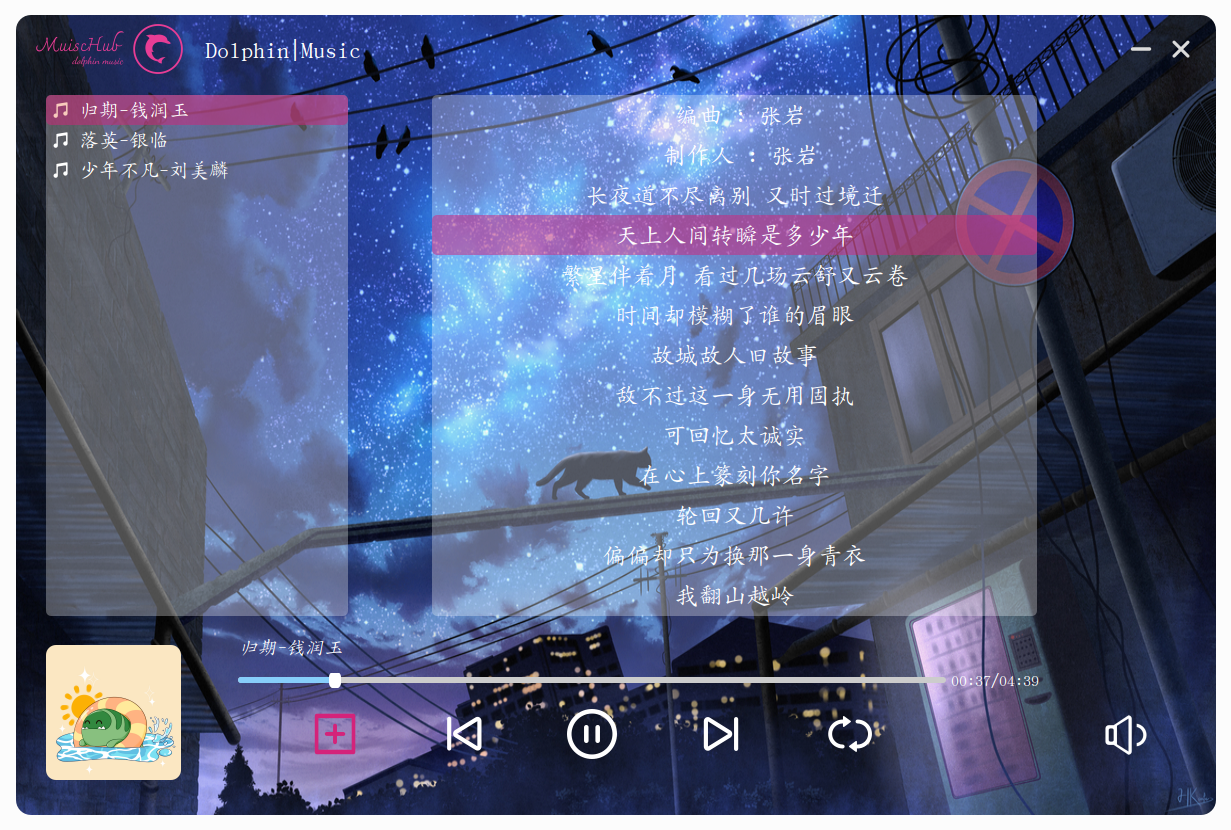 MuiscHub
dolphin music
Dolphin|Music
归期-钱润玉
落英-银临
少年不凡-刘美麟
编曲 : 张岩
制作人 : 张岩
长夜道不尽离别 又时过境迁
天上人间转瞬是多少年
繁星伴着月 看过几场云舒又云卷
时间却模糊了谁的眉眼
故城故人旧故事
敌不过这一身无用固执
可回忆太诚实
在心上篆刻你名字
轮回又几许
偏偏却只为换那一身青衣
我翻山越岭
归期-钱润玉
00:37/04:39